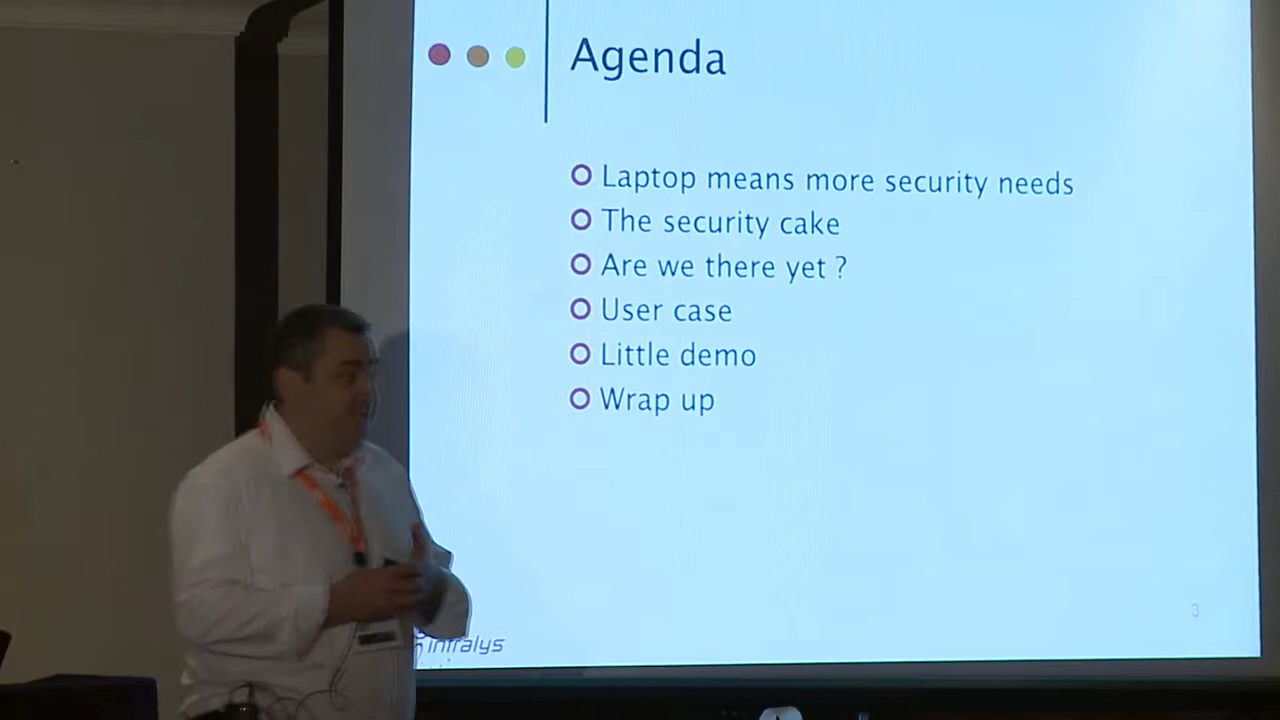 Agenda
Laptop means more security needs
The security cake
Are we there yet ?
User case
Little demo
Wrap up
3
infralys